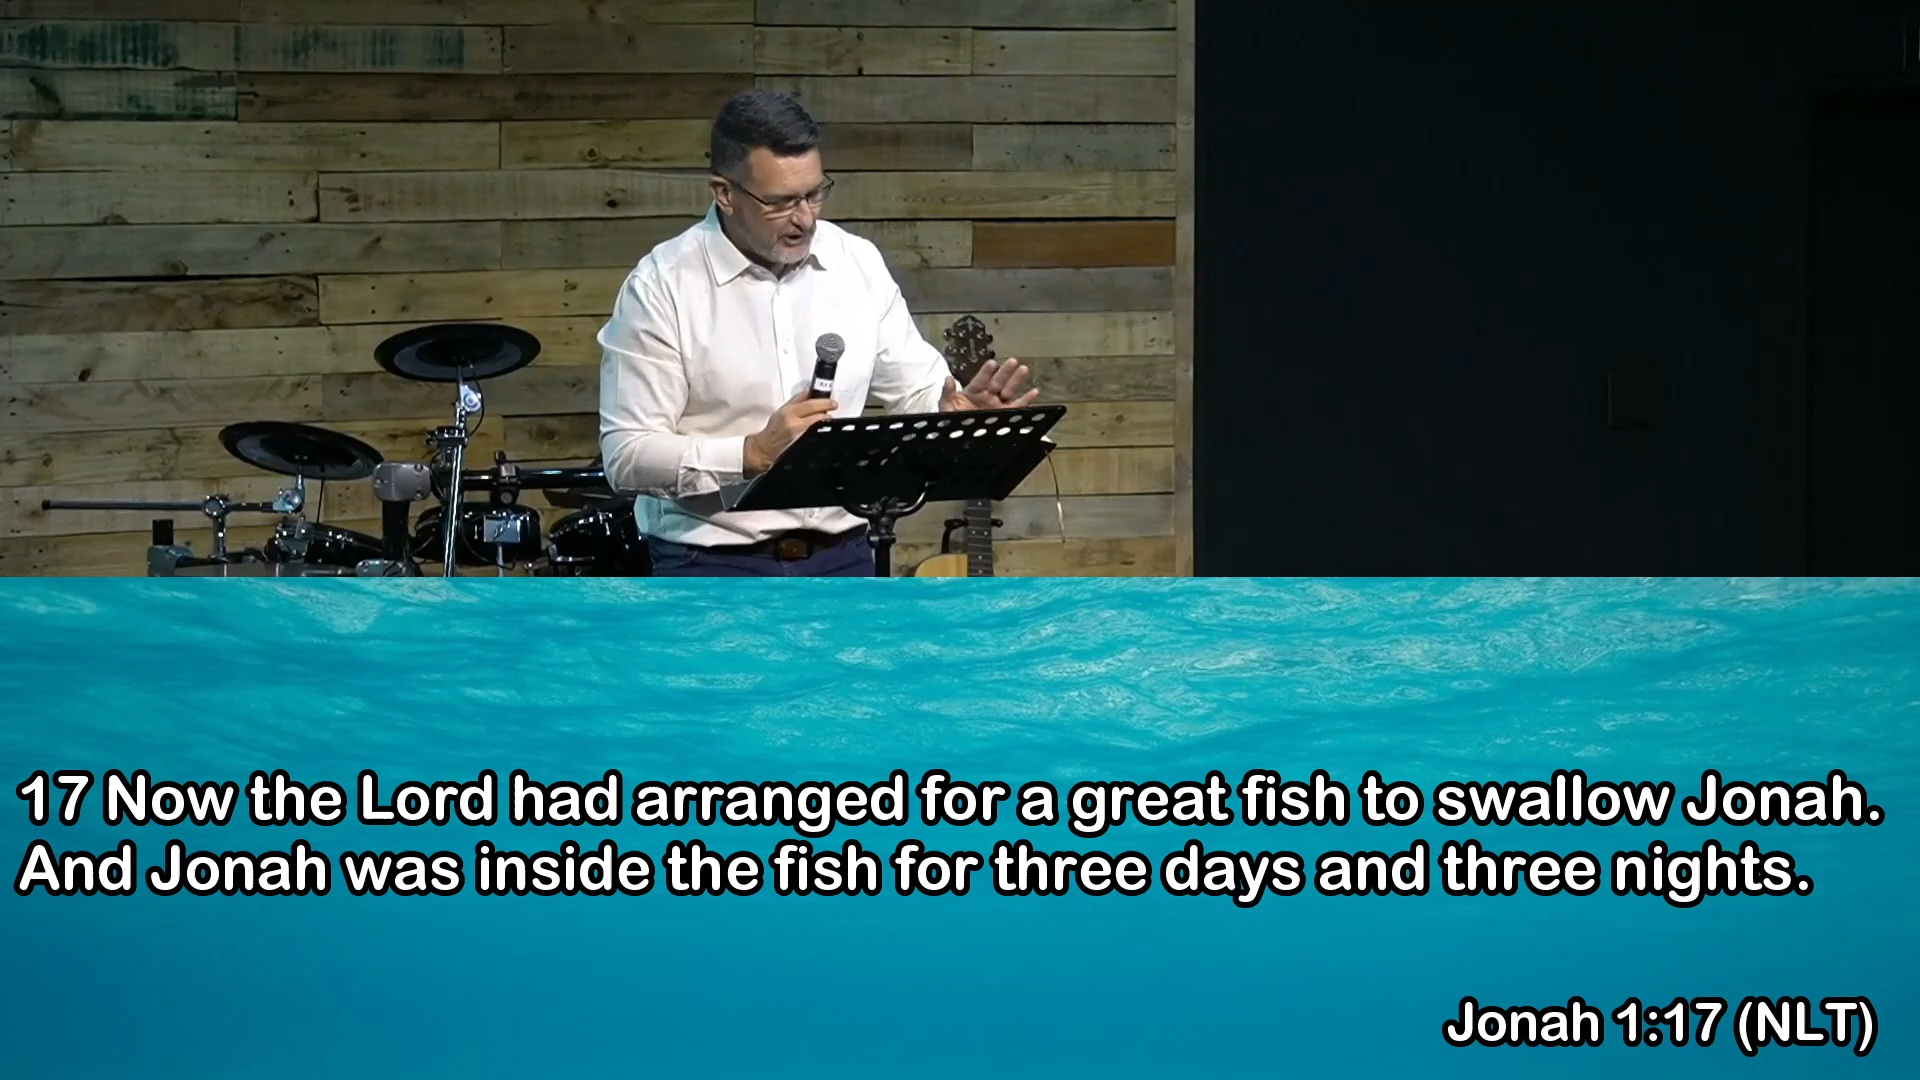 17 Now the Lord had arranged for a great fish to swallow Jonah.
And Jonah was inside the fish for three days and three nights.
Jonah 1:17 (NLT)